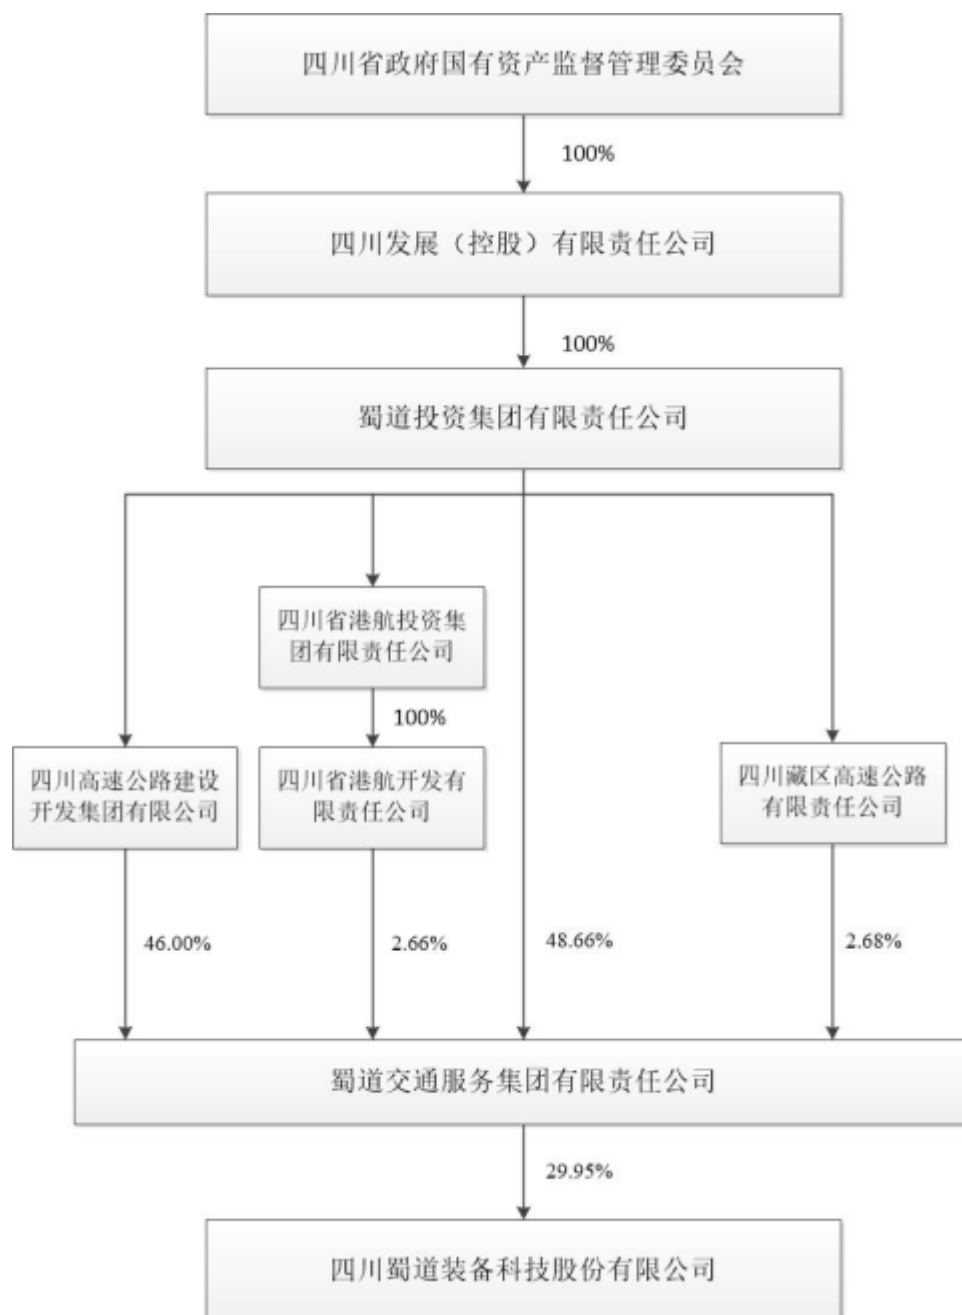 四川省政府国有资产监督管理委员会
100%
四川发展（控股）有限责任公司
100%
蜀道投资集团有限责任公司
四川省港航投资集
团有限责任公司
100%
四川高速公路建设
开发集团有限公司
四川省港航开发有
限责任公司
四川藏区高速公路
有限责任公司
46.00%
2.66%
48.66%
2.68%
蜀道交通服务集团有限责任公司
29.95%
四川蜀道装备科技股份有限公司